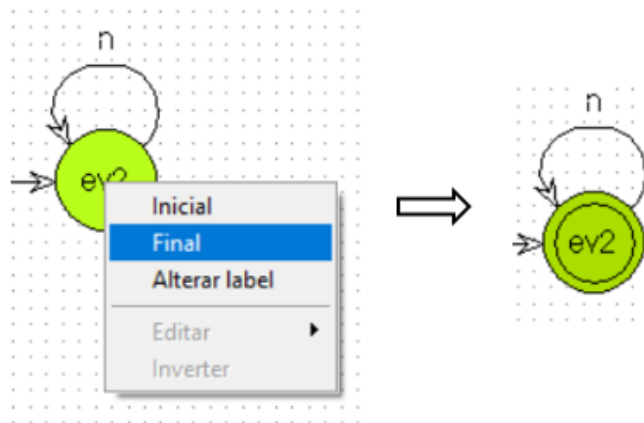 n
n
ev2
ev2
Inicial
Final
Alterar label
Editar
Inverter